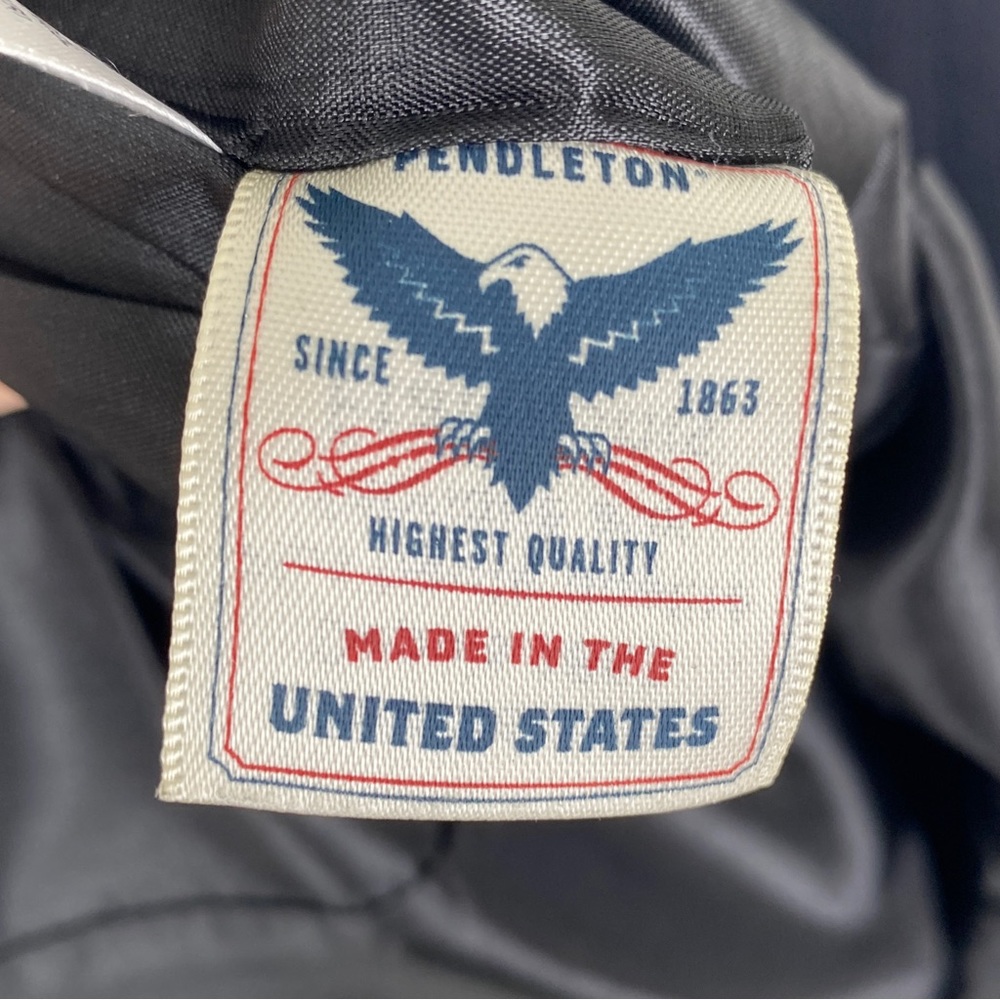 PENDLETON
SINCE 1863
HIGHEST QUALITY
MADE IN THE
UNITED STATES